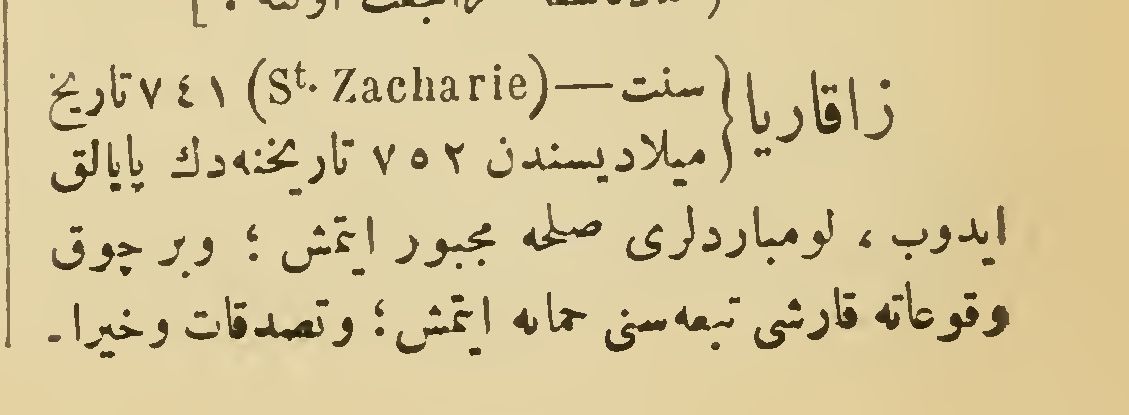 زاقاريا { سنت — (St. Zacharie) ٧٤١ تاريخ
ميلاديسندن ٧٥٢ تاريخنه‌دك پاپالق
ايدوب ، لومباردلرى صلحه مجبور ايتمش ؛ وبر چوق
وقوعاته قارشى تبعه‌سنى حمايه ايتمش ؛ وتصدقات وخيرا -